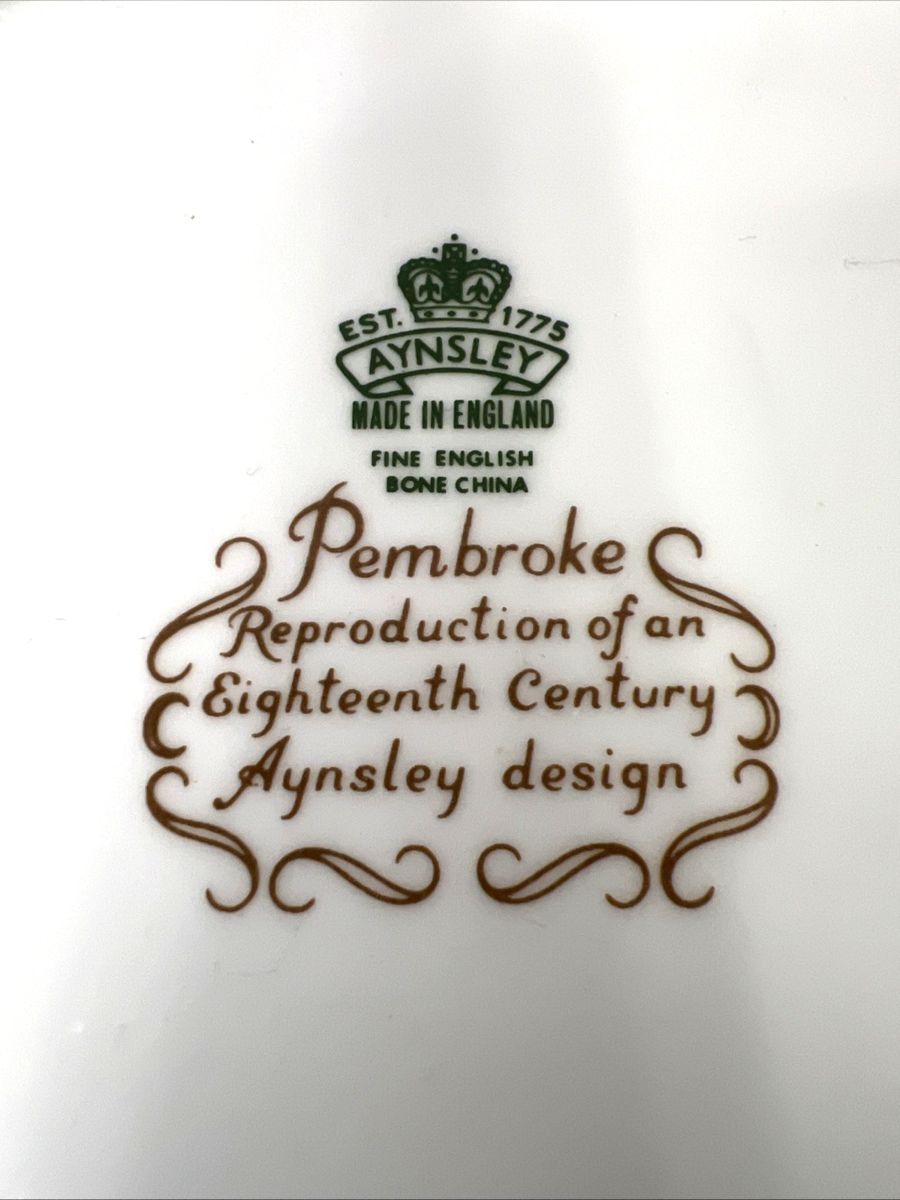 EST. 1775
AYNSLEY
MADE IN ENGLAND
FINE ENGLISH
BONE CHINA
Pembroke
Reproduction of an
Eighteenth Century
Aynsley design